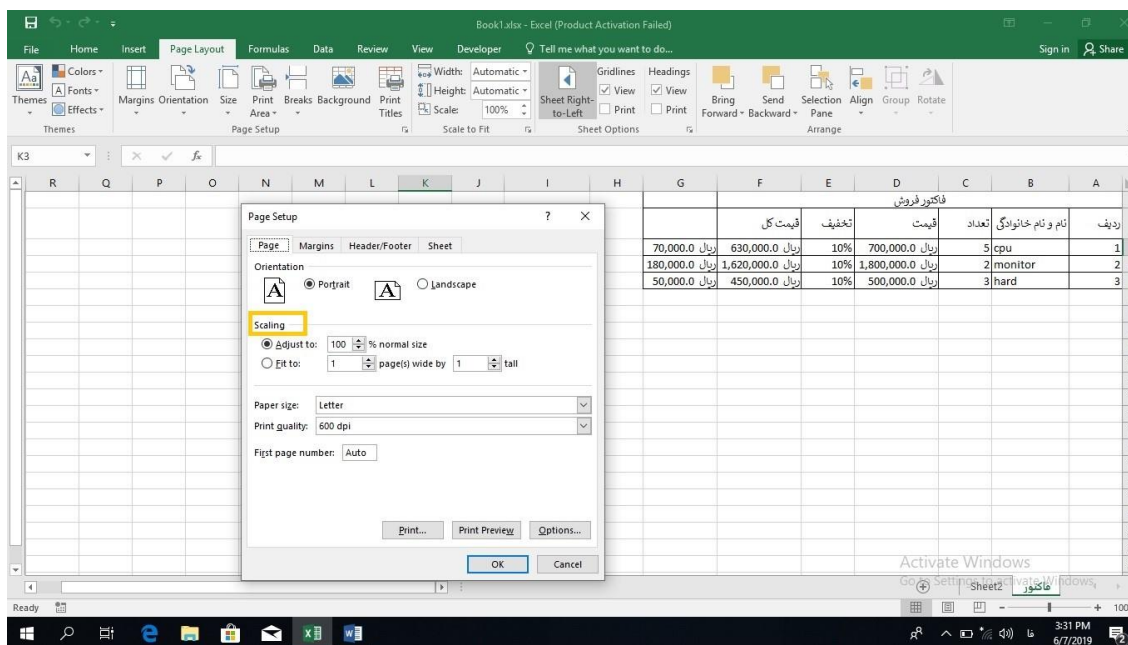 Book1.xlsx - Excel (Product Activation Failed)
File Home Insert Page Layout Formulas Data Review View Developer Tell me what you want to do... Sign in Share
Themes Colors Fonts Effects Margins Orientation Size Print Area Breaks Background Print Titles Width: Automatic Height: Automatic Scale: 100% Sheet Right-to-Left Gridlines View Print Headings View Print Bring Forward Send Backward Selection Pane Align Group Rotate
Themes Page Setup Scale to Fit Sheet Options Arrange
K3 fx
R Q P O N M L K J I H G F E D C B A
فاکتور فروش
ردیف نام و نام خانوادگی تعداد قیمت تخفیف قیمت کل
1 cpu 5 ریال 700,000.0 10% ریال 630,000.0 ریال 70,000.0
2 monitor 2 ریال 1,800,000.0 10% ریال 1,620,000.0 ریال 180,000.0
3 hard 3 ریال 500,000.0 10% ریال 450,000.0 ریال 50,000.0
Page Setup ? ×
Page Margins Header/Footer Sheet
Orientation
A Portrait A Landscape
Scaling
Adjust to: 100 % normal size
Fit to: 1 page(s) wide by 1 tall
Paper size: Letter
Print quality: 600 dpi
First page number: Auto
Print... Print Preview Options...
OK Cancel
Activate Windows
Go to Settings to activate Windows.
Sheet2 فاکتور
Ready 100
فا 3:31 PM
6/7/2019 2